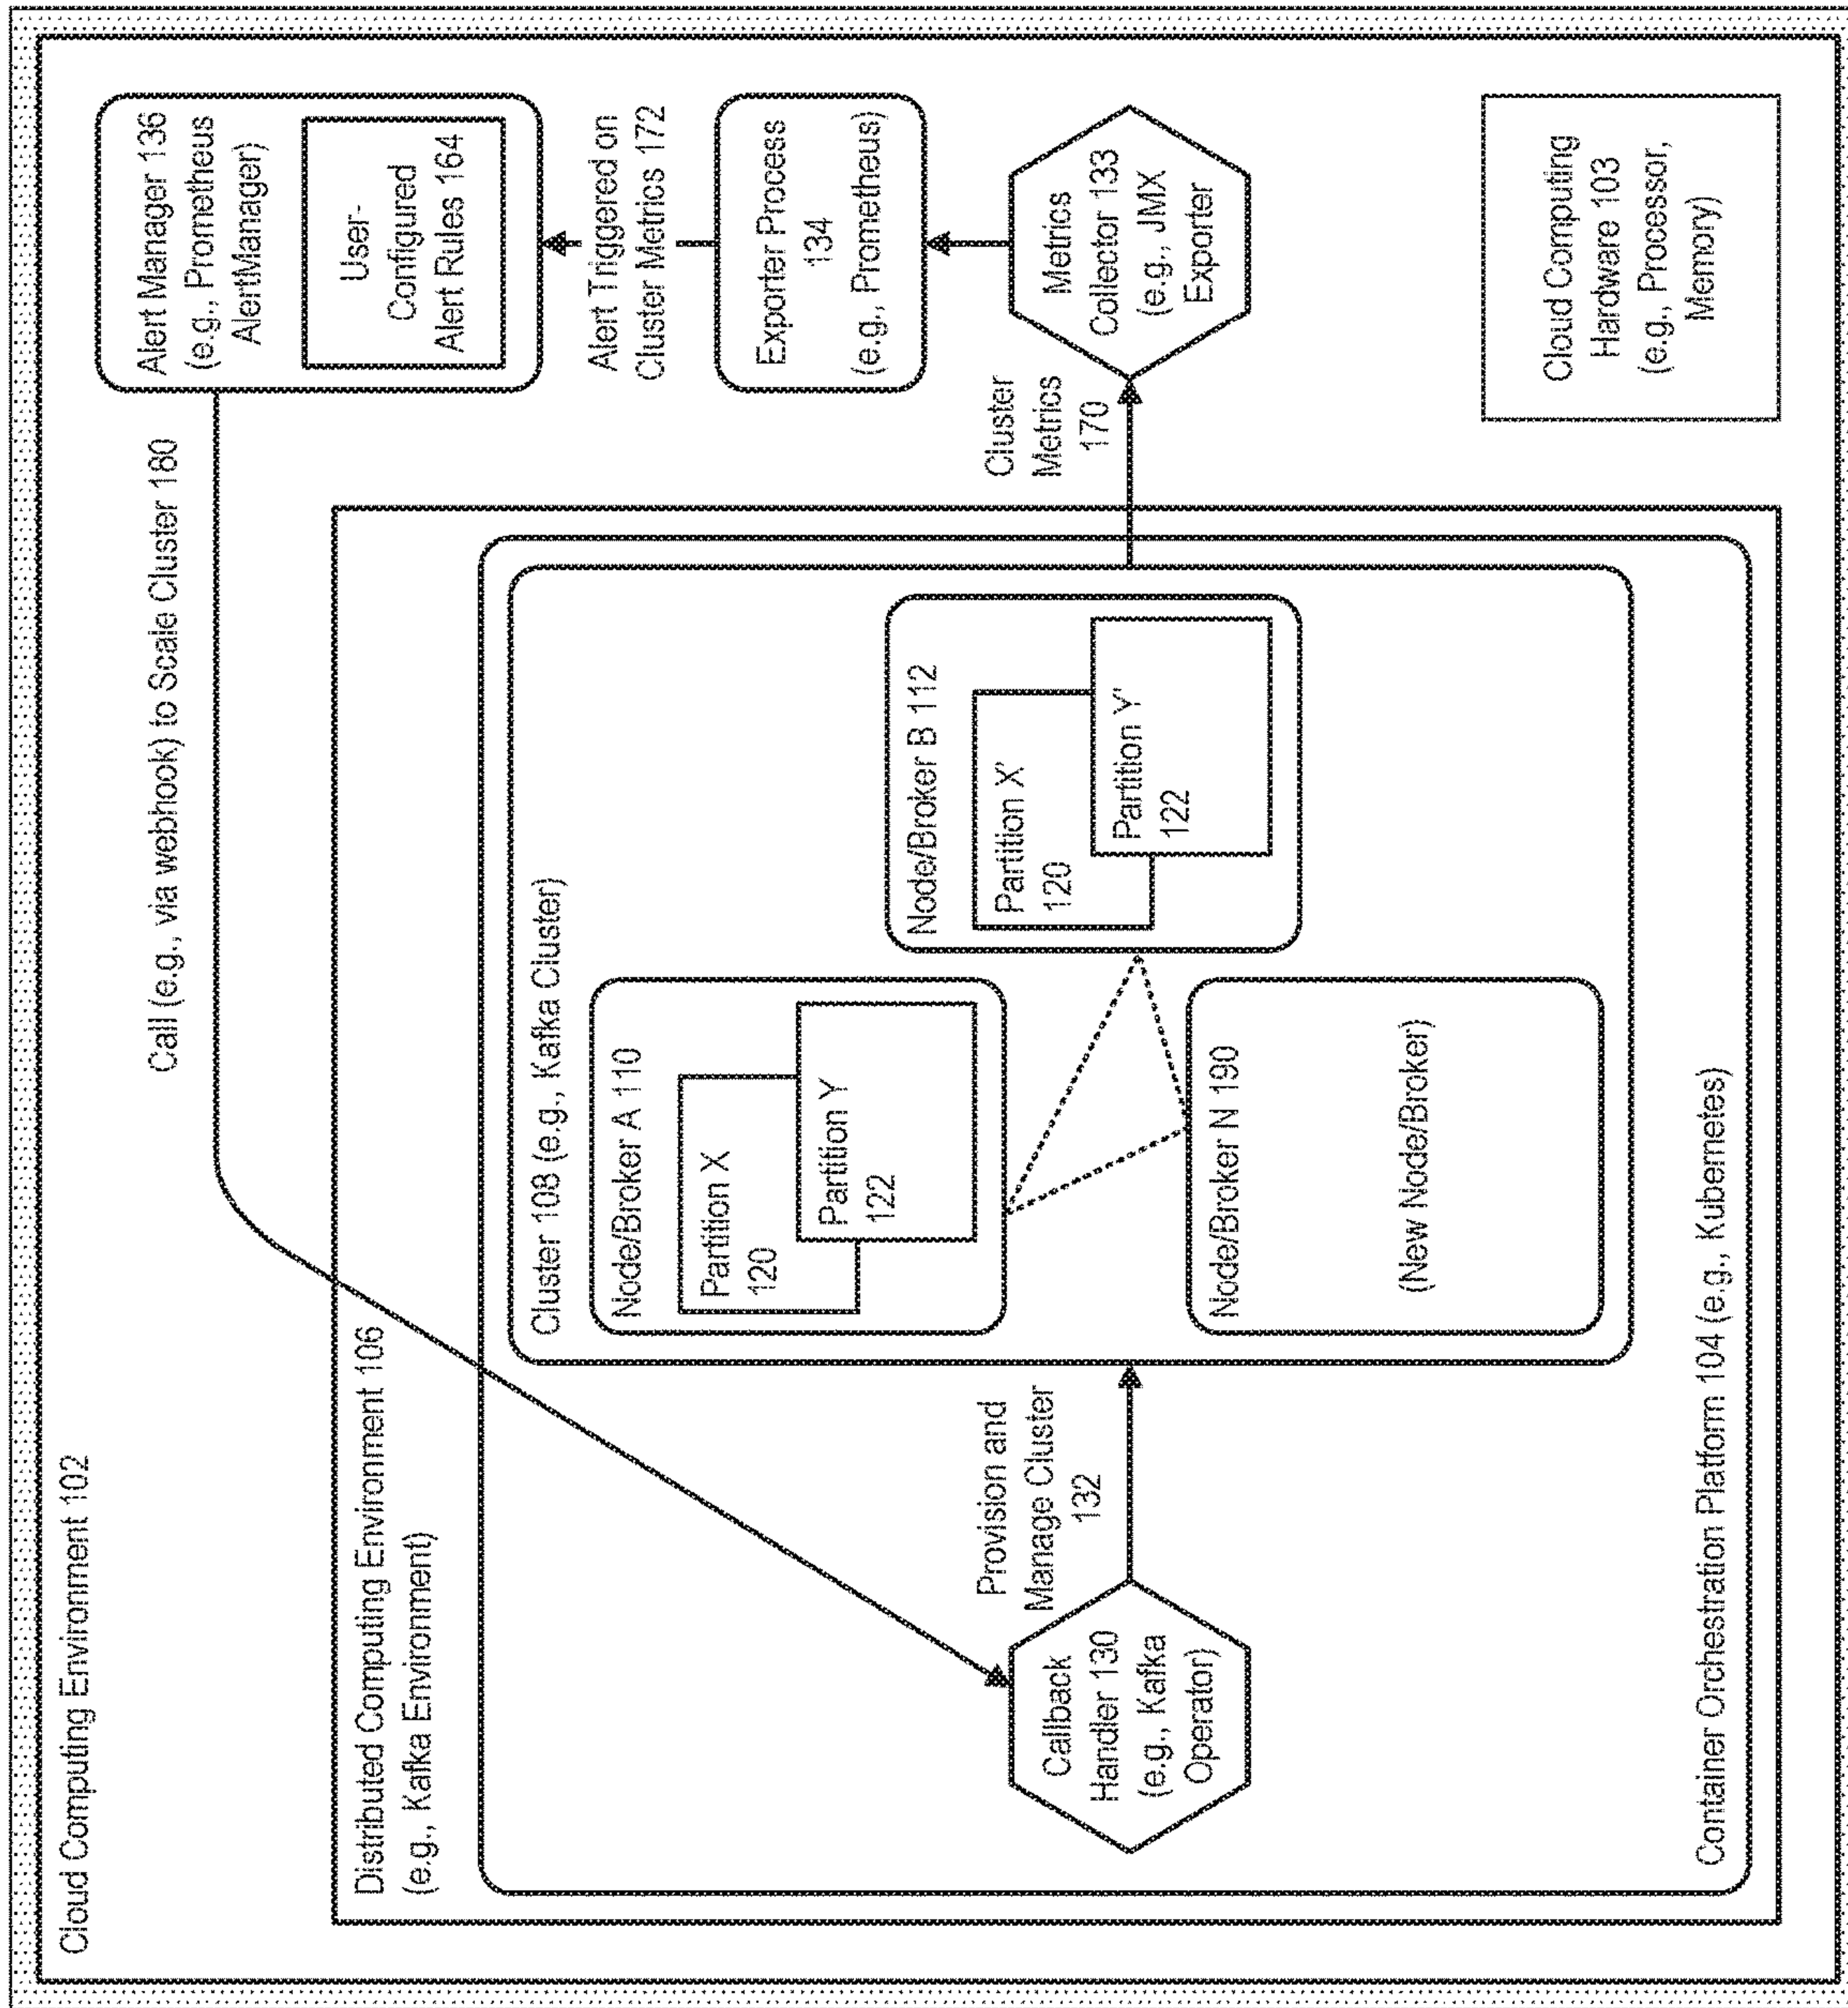 Cloud Computing Environment 102
Call (e.g., via webhook) to Scale Cluster 180
Alert Manager 136
(e.g., Prometheus
AlertManager)
User-
Configured
Alert Rules 164
Alert Triggered on
Cluster Metrics 172
Exporter Process
134
(e.g., Prometheus)
Metrics
Collector 133
(e.g., JMX
Exporter
Cluster
Metrics
170
Cloud Computing
Hardware 103
(e.g., Processor,
Memory)
Distributed Computing Environment 106
(e.g., Kafka Environment)
Cluster 108 (e.g., Kafka Cluster)
Node/Broker A 110
Partition X
120
Partition Y
122
Node/Broker B 112
Partition X'
120
Partition Y'
122
Node/Broker N 190
(New Node/Broker)
Provision and
Manage Cluster
132
Callback
Handler 130
(e.g., Kafka
Operator)
Container Orchestration Platform 104 (e.g., Kubernetes)